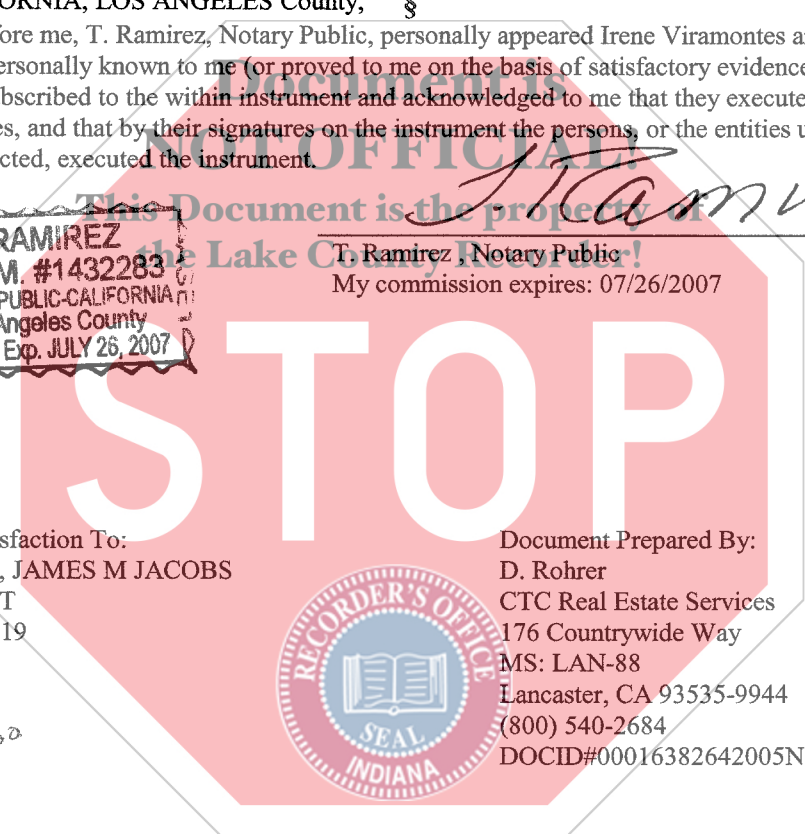 ORNIA, LOS ANGELES County, §
ore me, T. Ramirez, Notary Public, personally appeared Irene Viramontes a
ersonally known to me (or proved to me on the basis of satisfactory evidence
ubscribed to the within instrument and acknowledged to me that they execute
es, and that by their signatures on the instrument the persons, or the entities u
cted, executed the instrument.
Document is
NOT OFFICIAL!
This Document is the property of
the Lake County Recorder!
T. Ramirez , Notary Public
My commission expires: 07/26/2007
RAMIREZ
M. #1432283
PUBLIC-CALIFORNIA
Angeles County
Exp. JULY 26, 2007
STOP
sfaction To:
, JAMES M JACOBS
T
19
Document Prepared By:
D. Rohrer
CTC Real Estate Services
176 Countrywide Way
MS: LAN-88
Lancaster, CA 93535-9944
(800) 540-2684
DOCID#00016382642005N
RECORDER'S OFFICE
SEAL
INDIANA